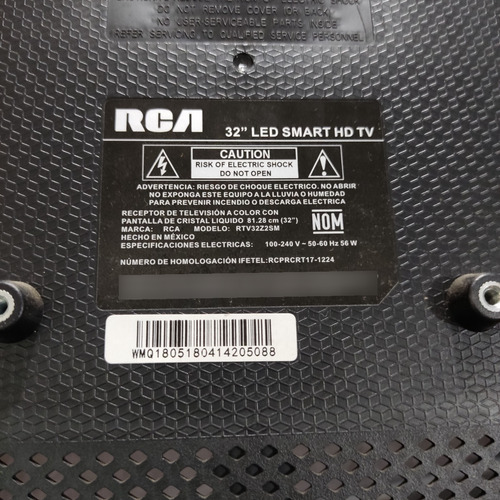 DO NOT REMOVE COVER (OR BACK)
NO USER-SERVICEABLE PARTS INSIDE
REFER SERVICING TO QUALIFIED SERVICE PERSONNEL
RCA 32" LED SMART HD TV
CAUTION
RISK OF ELECTRIC SHOCK
DO NOT OPEN
ADVERTENCIA: RIESGO DE CHOQUE ELECTRICO. NO ABRIR
NO EXPONGA ESTE EQUIPO A LA LLUVIA O HUMEDAD
PARA PREVENIR INCENDIO O DESCARGA ELECTRICA
RECEPTOR DE TELEVISIÓN A COLOR CON
PANTALLA DE CRISTAL LIQUIDO 81.28 cm (32")
MARCA: RCA MODELO: RTV32Z2SM
HECHO EN MÉXICO
NOM
ESPECIFICACIONES ELECTRICAS: 100-240 V ~ 50-60 Hz 56 W
NÚMERO DE HOMOLOGACIÓN IFETEL:RCPRCRT17-1224
WMQ1805180414205088